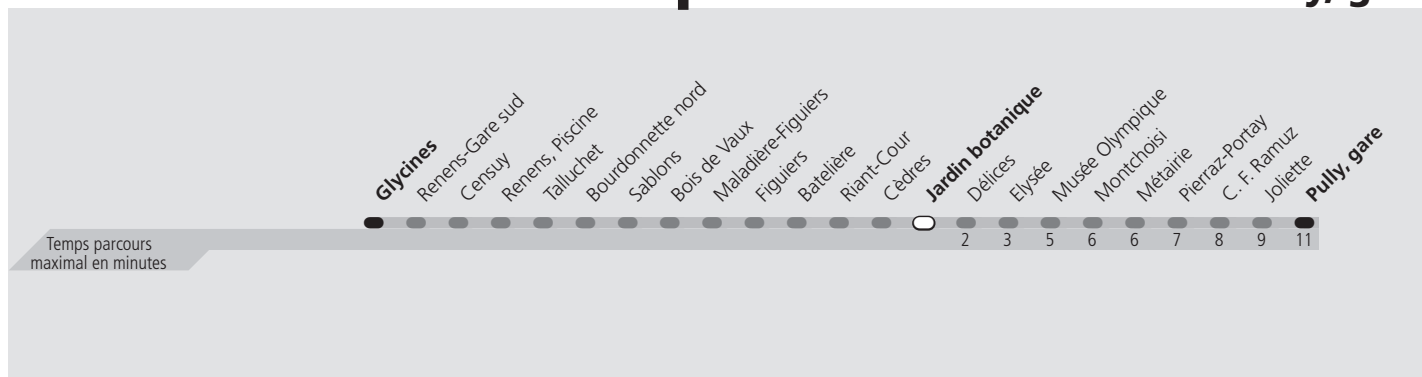 Glycines
Renens-Gare sud
Censuy
Renens, Piscine
Talluchet
Bourdonnette nord
Sablons
Bois de Vaux
Maladière-Figuiers
Figuiers
Batelière
Riant-Cour
Cèdres
Jardin botanique
Délices
Elysée
Musée Olympique
Montchoisi
Métairie
Pierraz-Portay
C. F. Ramuz
Joliette
Pully, gare
Temps parcours
maximal en minutes
2 3 5 6 6 7 8 9 11